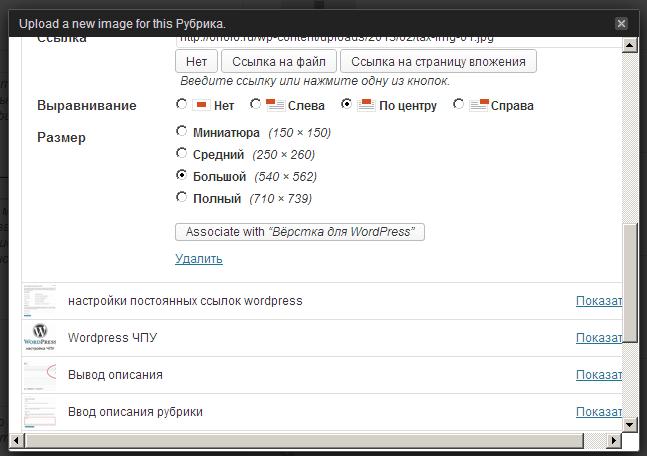 Upload a new image for this Рубрика.
Ссылка http://oriolo.ru/wp-content/uploads/2013/02/tax-img-01.jpg
Нет Ссылка на файл Ссылка на страницу вложения
Введите ссылку или нажмите одну из кнопок.
Выравнивание Нет Слева По центру Справа
Размер Миниатюра (150 × 150)
Средний (250 × 260)
Большой (540 × 562)
Полный (710 × 739)
Associate with “Вёрстка для WordPress”
Удалить
настройки постоянных ссылок wordpress Показат
WORDPRESS Wordpress ЧПУ Показат
настройка ЧПУ
Вывод описания Показат
Ввод описания рубрики Показат